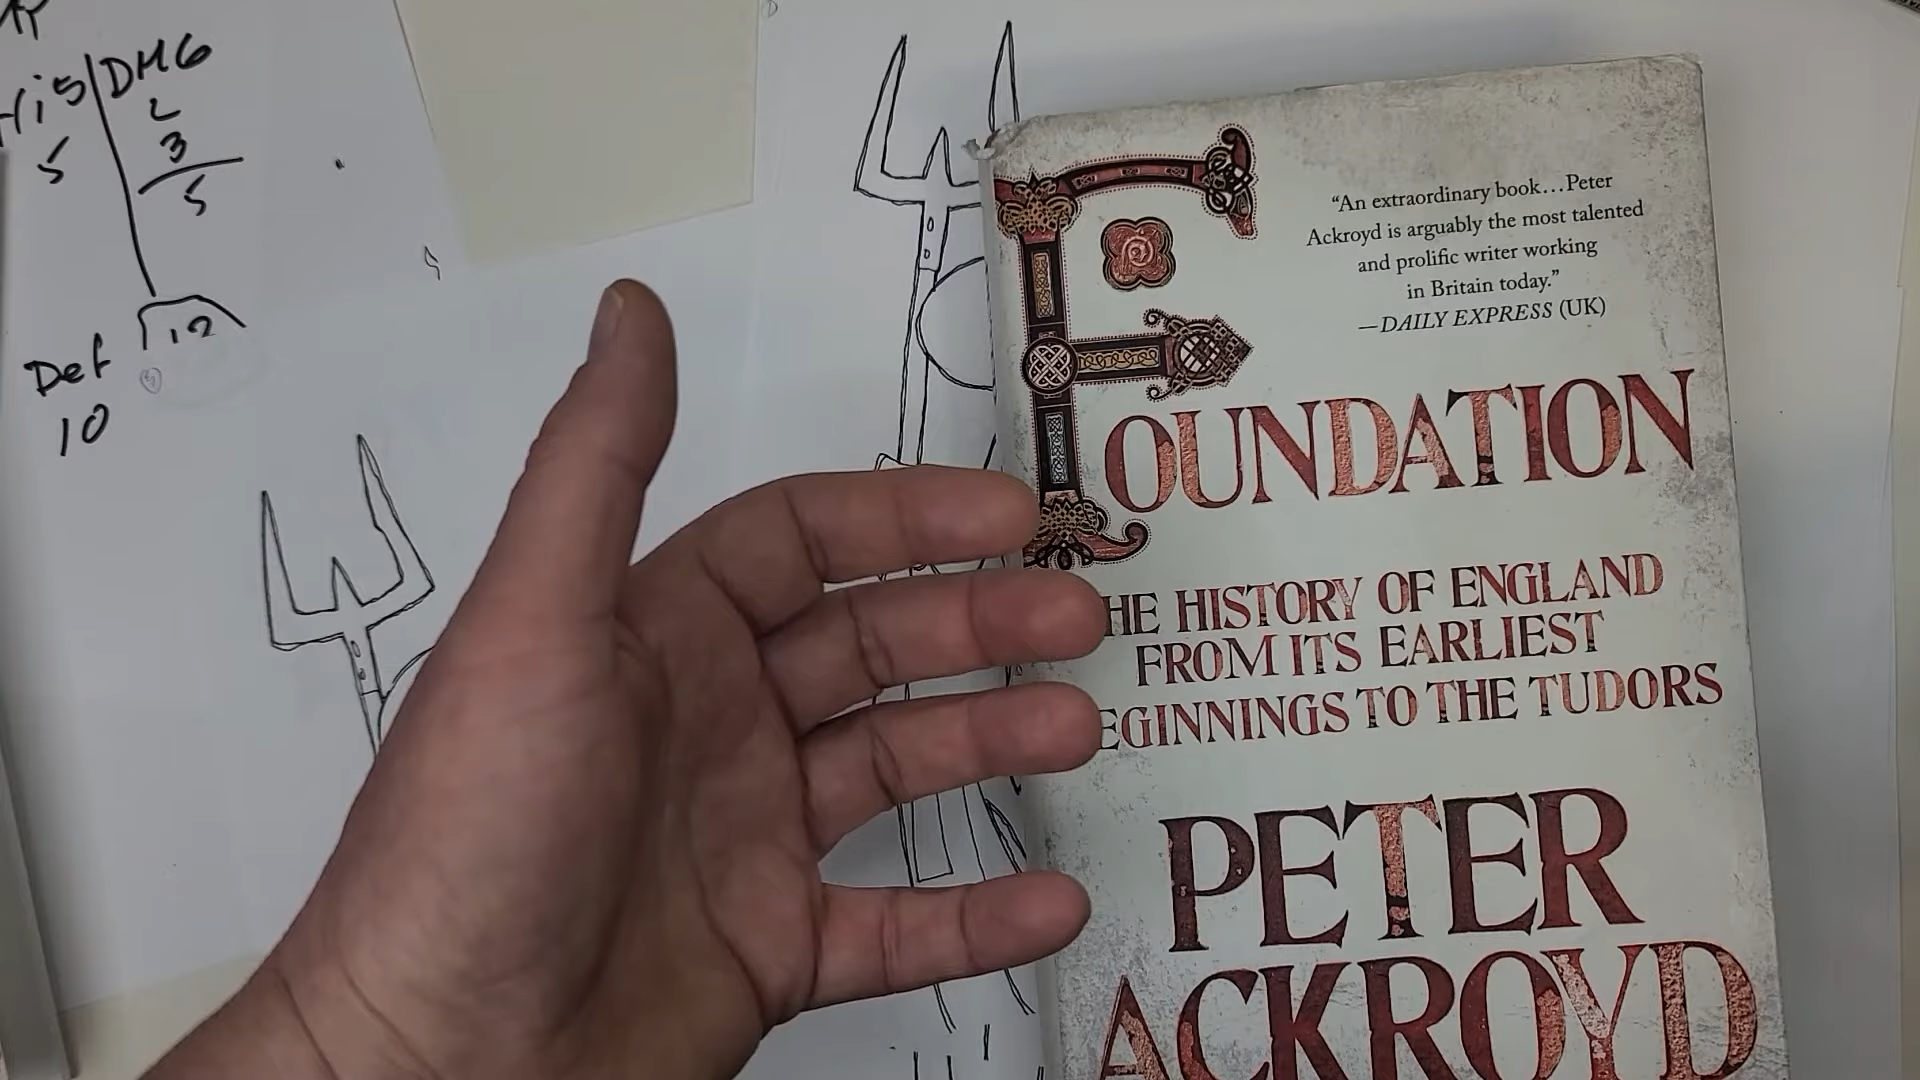 His DMG
5 2
3
5
12
Def
10
“An extraordinary book…Peter
Ackroyd is arguably the most talented
and prolific writer working
in Britain today.”
—DAILY EXPRESS (UK)
FOUNDATION
HE HISTORY OF ENGLAND
FROM ITS EARLIEST
EGINNINGS TO THE TUDORS
PETER
ACKROYD